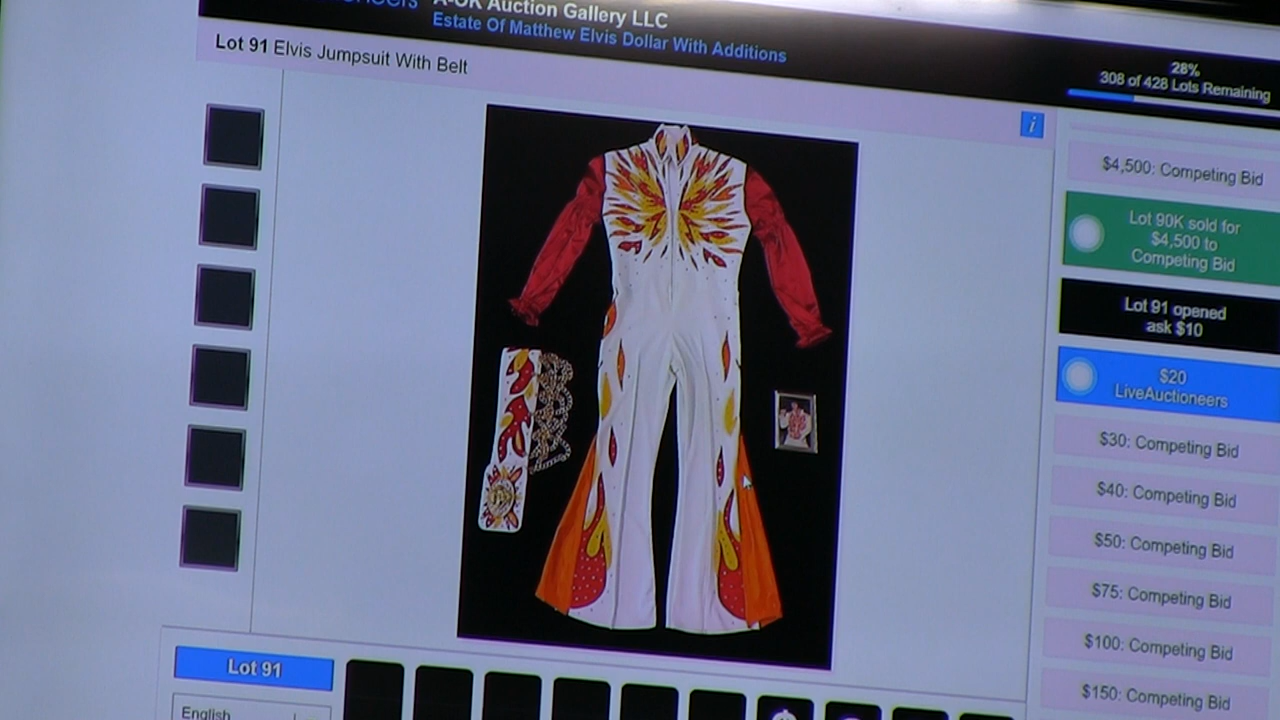 A-OK Auction Gallery LLC
Estate Of Matthew Elvis Dollar With Additions
Lot 91 Elvis Jumpsuit With Belt
28%
308 of 428 Lots Remaining
i
$4,500: Competing Bid
Lot 90K sold for
$4,500 to
Competing Bid
Lot 91 opened
ask $10
$20
LiveAuctioneers
$30: Competing Bid
$40: Competing Bid
$50: Competing Bid
$75: Competing Bid
$100: Competing Bid
$150: Competing Bid
Lot 91
English